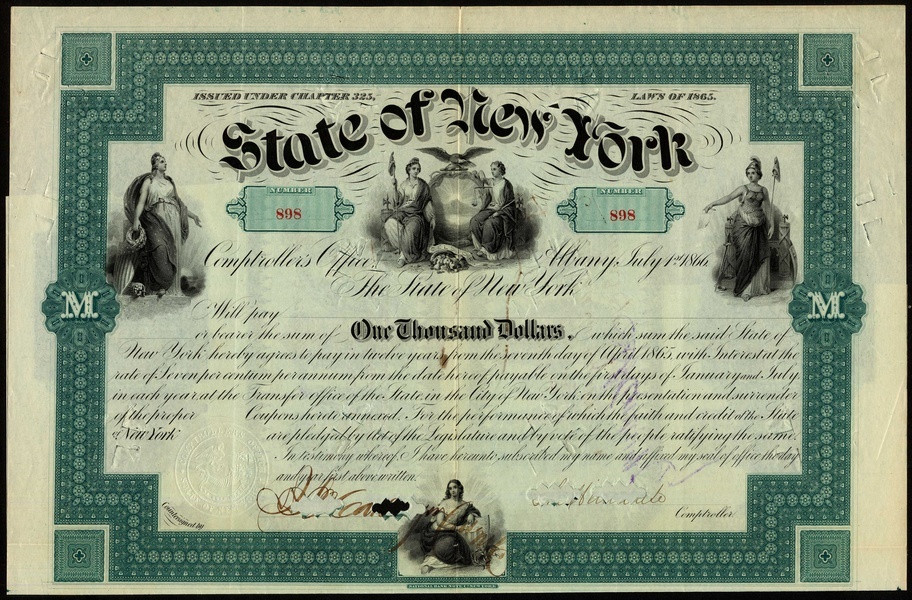 ISSUED UNDER CHAPTER 325, LAWS OF 1865.
State of New York
NUMBER NUMBER
898 898
Comptroller's Office, Albany, July 1st 1866
The State of New York
M M
Will pay
or bearer the sum of One Thousand Dollars, which sum the said State of
New York hereby agrees to pay in twelve years from the seventh day of April 1865, with Interest at the
rate of Seven per centum per annum from the date hereof payable on the first days of January and July
in each year at the Transfer office of the State, in the City of New York, on the presentation and surrender
of the proper Coupons hereto annexed. For the performance of which the faith and credit of the State
of New York are pledged by Act of the Legislature and by vote of the people ratifying the same.
In testimony whereof, I have hereunto subscribed my name and affixed my seal of office the day
and year first above written.
Countersigned by Comptroller.
NATIONAL BANK NOTE CO. NEW YORK